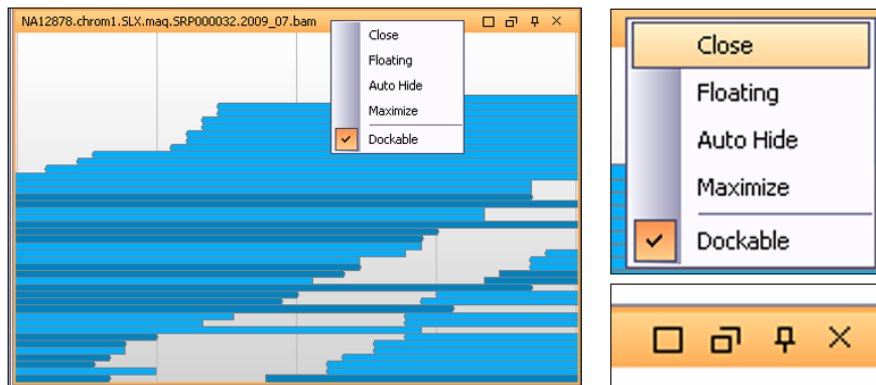 NA12878.chrom1.SLX.maq.SRP000032.2009_07.bam
Close
Floating
Auto Hide
Maximize
Dockable
Close
Floating
Auto Hide
Maximize
Dockable